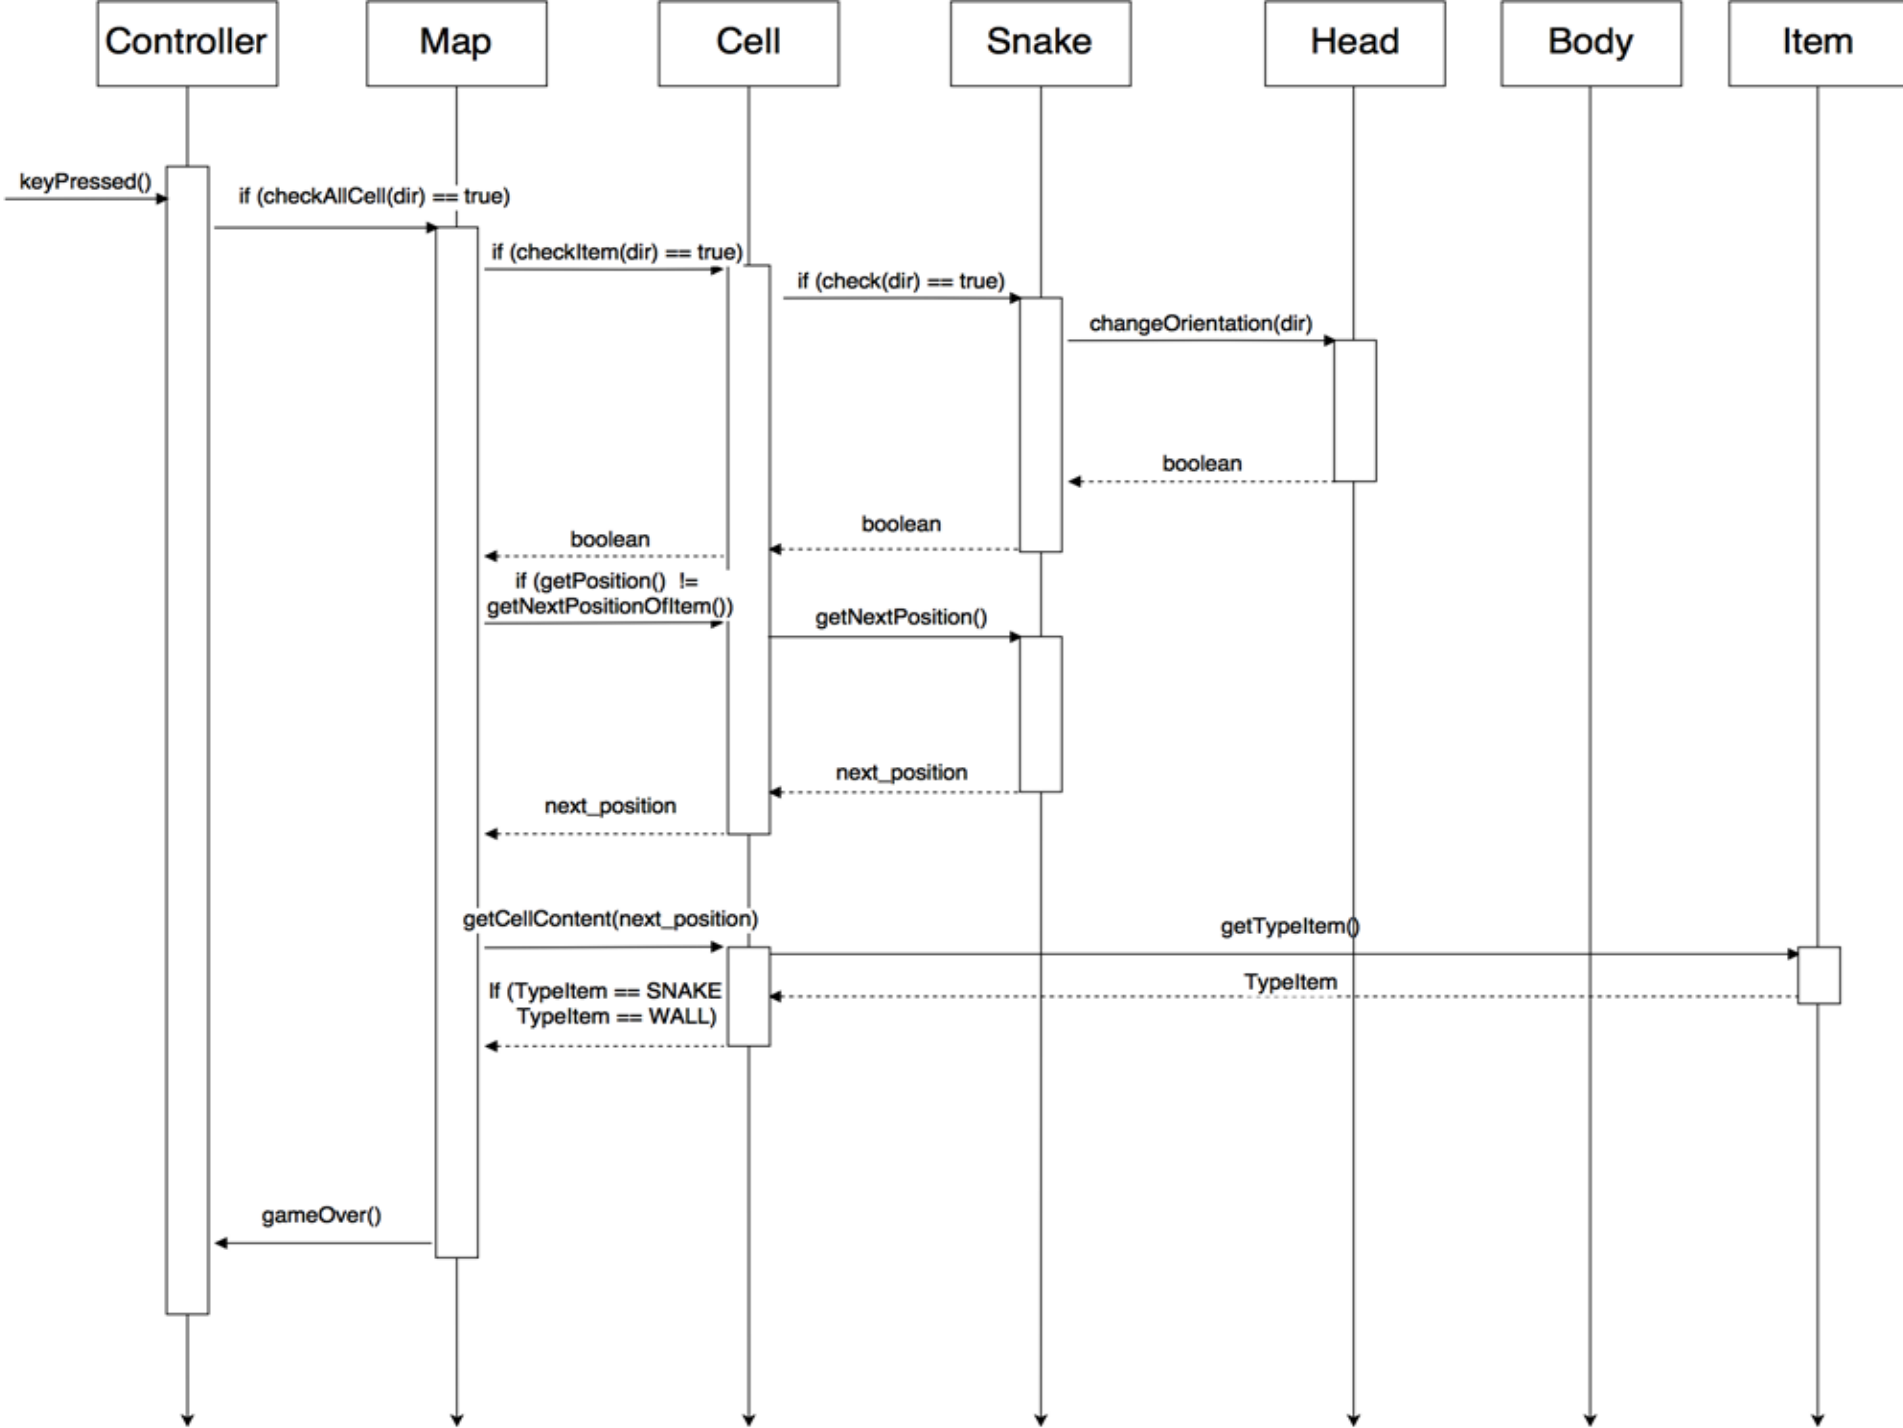 Controller
Map
Cell
Snake
Head
Body
Item
keyPressed()
if (checkAllCell(dir) == true)
if (checkItem(dir) == true)
if (check(dir) == true)
changeOrientation(dir)
boolean
boolean
boolean
if (getPosition() !=
getNextPositionOfItem())
getNextPosition()
next_position
next_position
getCellContent(next_position)
getTypeItem()
TypeItem
If (TypeItem == SNAKE
TypeItem == WALL)
gameOver()